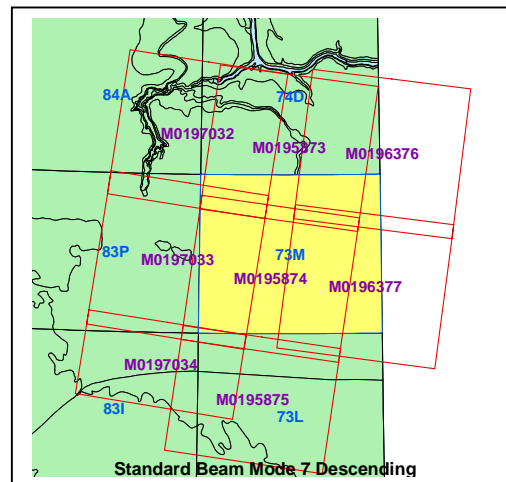 84A
74D
M0197032
M0195873
M0196376
83P
M0197033
73M
M0195874
M0196377
M0197034
83I
M0195875
73L
Standard Beam Mode 7 Descending